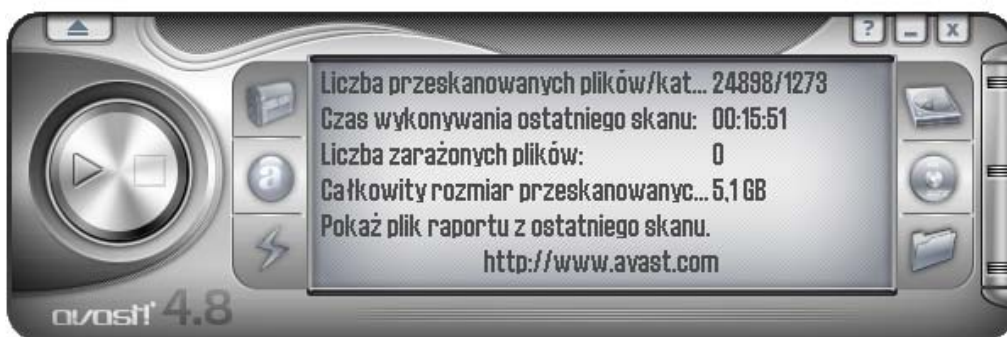 ? _ x
Liczba przeskanowanych plików/kat... 24898/1273
Czas wykonywania ostatniego skanu: 00:15:51
Liczba zarażonych plików: 0
Całkowity rozmiar przeskanowanyc... 5,1 GB
Pokaż plik raportu z ostatniego skanu.
http://www.avast.com
a
avast! 4.8